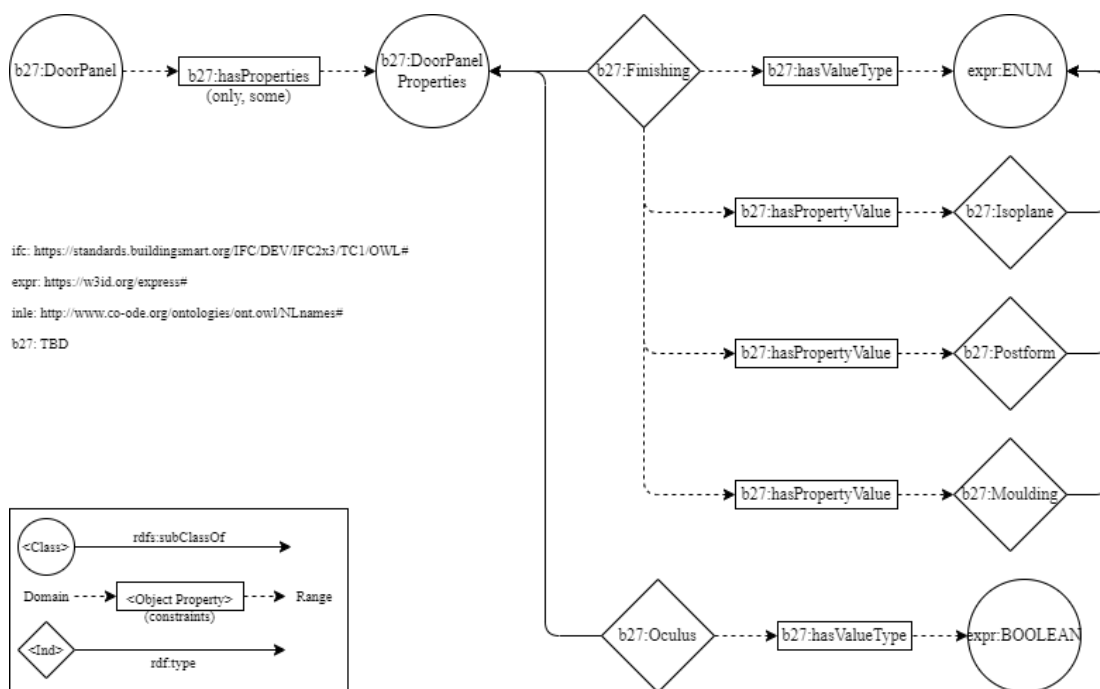 b27:DoorPanel
b27:hasProperties
(only, some)
b27:DoorPanel
Properties
b27:Finishing
b27:hasValueType
expr:ENUM
b27:hasPropertyValue
b27:Isoplane
ifc: https://standards.buildingsmart.org/IFC/DEV/IFC2x3/TC1/OWL#
expr: https://w3id.org/express#
inle: http://www.co-ode.org/ontologies/ont.owl/NLnames#
b27: TBD
b27:hasPropertyValue
b27:Postform
b27:hasPropertyValue
b27:Moulding
<Class>
rdfs:subClassOf
Domain
<Object Property>
(constraints)
Range
<Ind>
rdf:type
b27:Oculus
b27:hasValueType
expr:BOOLEAN